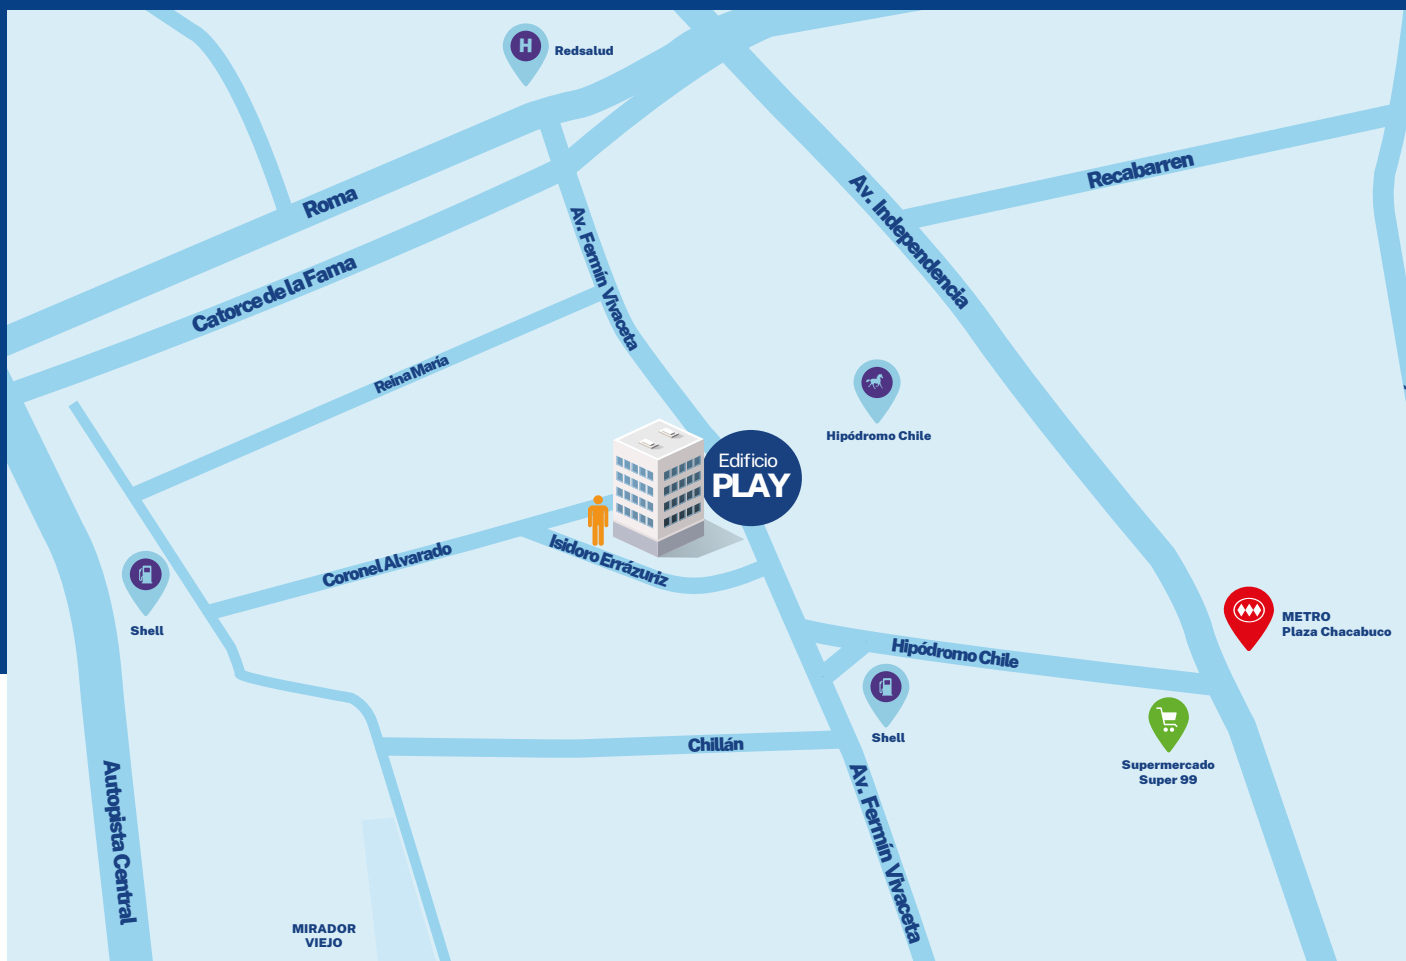 H
Redsalud
Recabarren
Roma
Av. Independencia
Av. Fermín Vivaceta
Catorce de la Fama
Reina María
Hipódromo Chile
Edificio
PLAY
Coronel Alvarado
Isidoro Errázuriz
Shell
METRO
Plaza Chacabuco
Hipódromo Chile
Shell
Chillán
Supermercado
Super 99
Autopista Central
Av. Fermín Vivaceta
MIRADOR
VIEJO